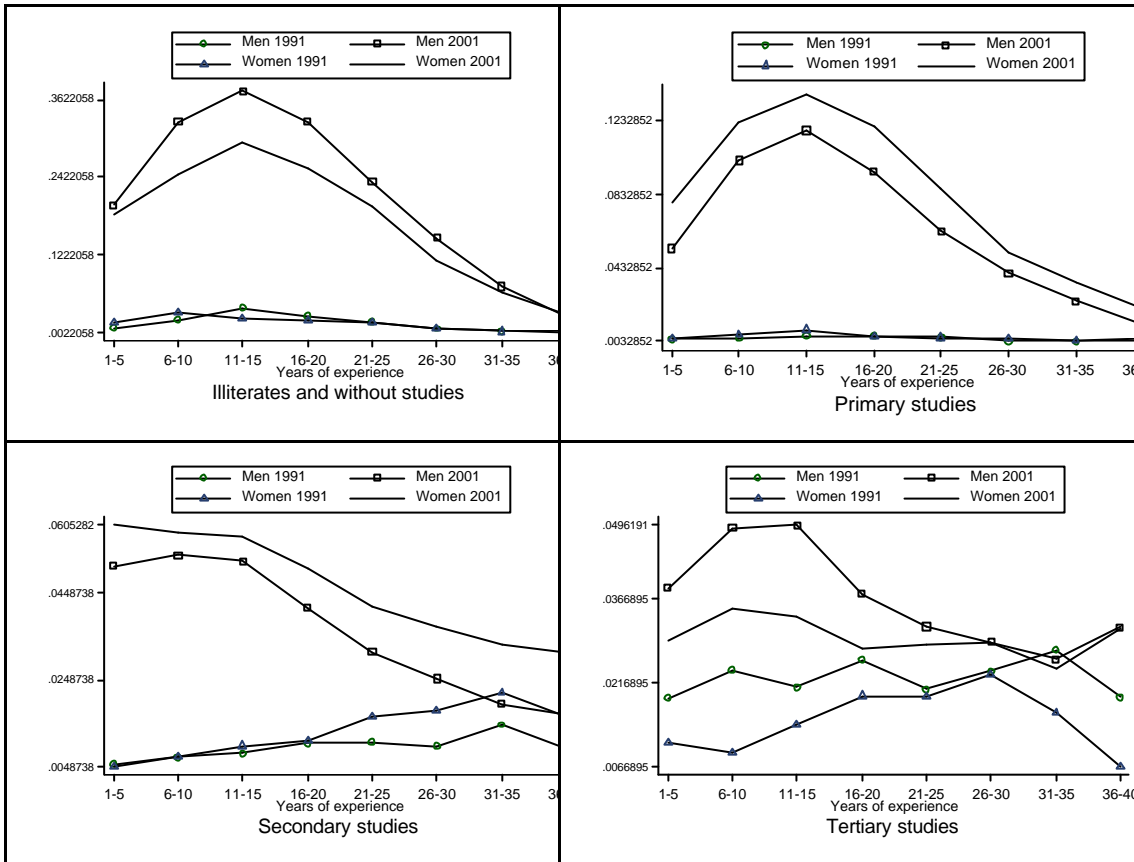 Men 1991 Men 2001
Women 1991 Women 2001
.3622058
.2422058
.1222058
.0022058
1-5 6-10 11-15 16-20 21-25 26-30 31-35 36
Years of experience
Illiterates and without studies
Men 1991 Men 2001
Women 1991 Women 2001
.1232852
.0832852
.0432852
.0032852
1-5 6-10 11-15 16-20 21-25 26-30 31-35 36
Years of experience
Primary studies
Men 1991 Men 2001
Women 1991 Women 2001
.0605282
.0448738
.0248738
.0048738
1-5 6-10 11-15 16-20 21-25 26-30 31-35 36
Years of experience
Secondary studies
Men 1991 Men 2001
Women 1991 Women 2001
.0496191
.0366895
.0216895
.0066895
1-5 6-10 11-15 16-20 21-25 26-30 31-35 36-40
Years of experience
Tertiary studies